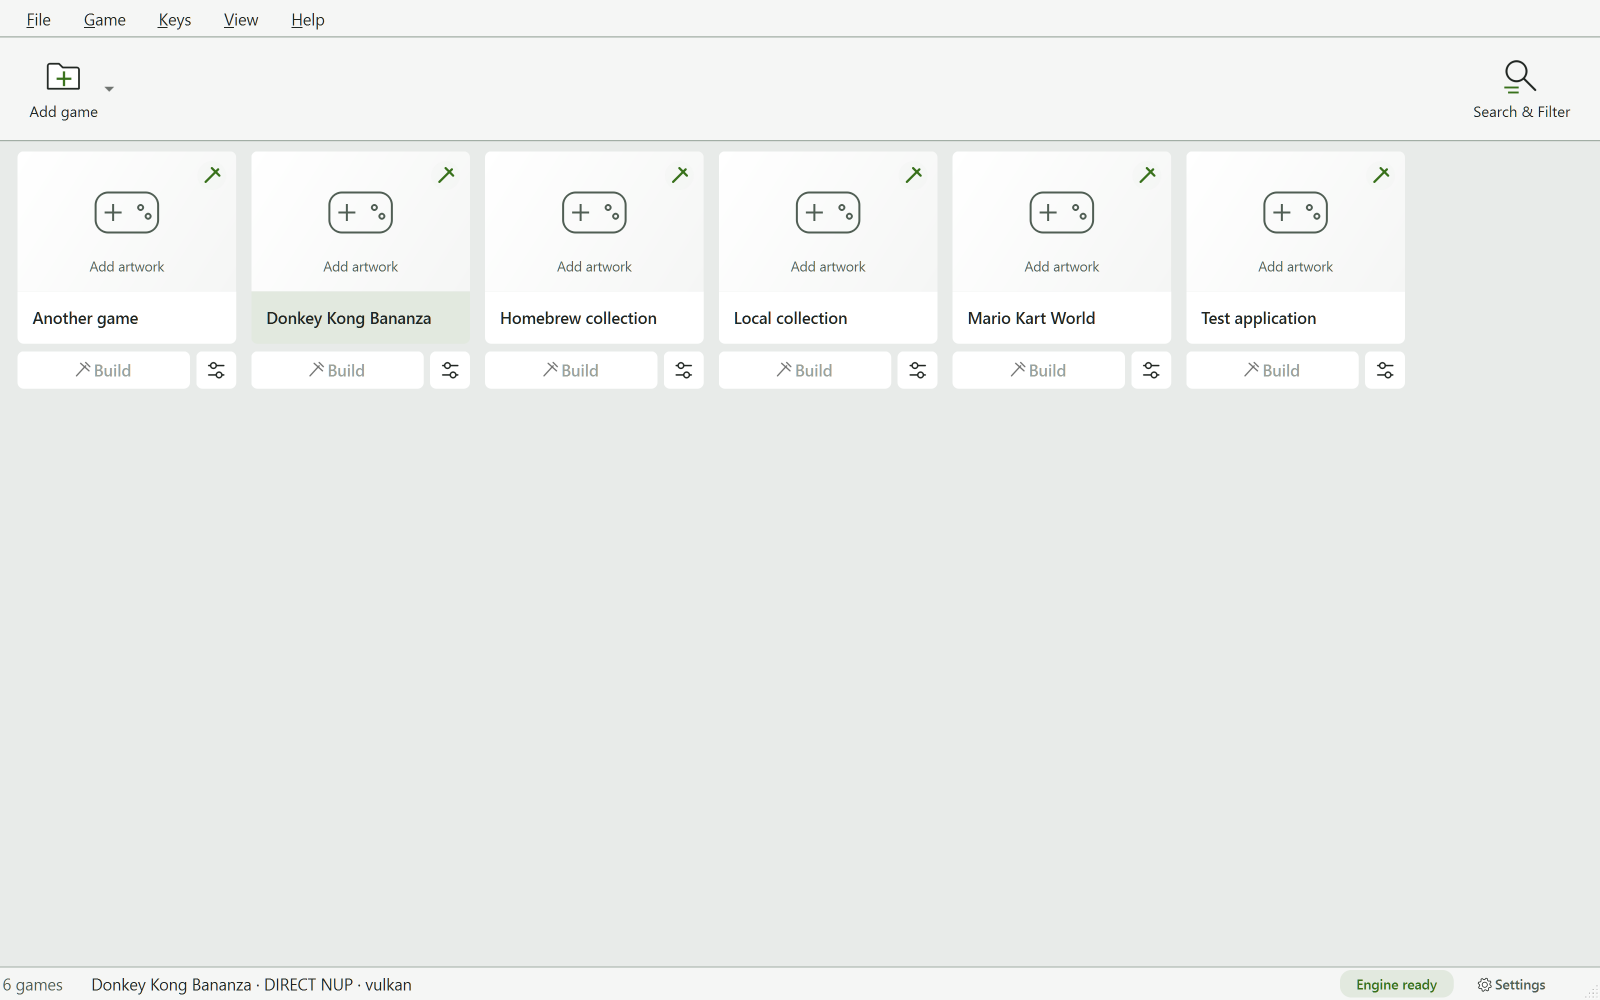 File Game Keys View Help
Add game
Search & Filter
Add artwork Add artwork Add artwork Add artwork Add artwork Add artwork
Another game Donkey Kong Bananza Homebrew collection Local collection Mario Kart World Test application
Build Build Build Build Build Build
6 games Donkey Kong Bananza · DIRECT NUP · vulkan Engine ready Settings